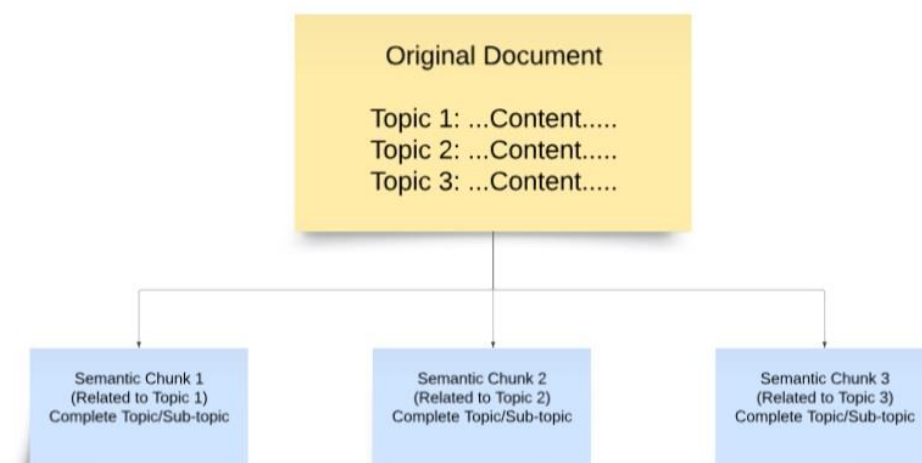 Original Document
Topic 1: ...Content.....
Topic 2: ...Content.....
Topic 3: ...Content.....
Semantic Chunk 1
(Related to Topic 1)
Complete Topic/Sub-topic
Semantic Chunk 2
(Related to Topic 2)
Complete Topic/Sub-topic
Semantic Chunk 3
(Related to Topic 3)
Complete Topic/Sub-topic